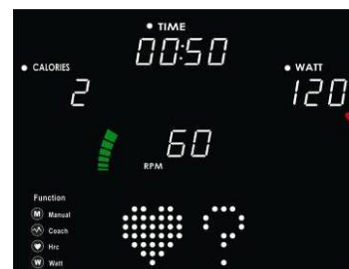 TIME
00:50
CALORIES
2
WATT
120
60
RPM
Function
M Manual
Coach
Hrc
W Watt
?